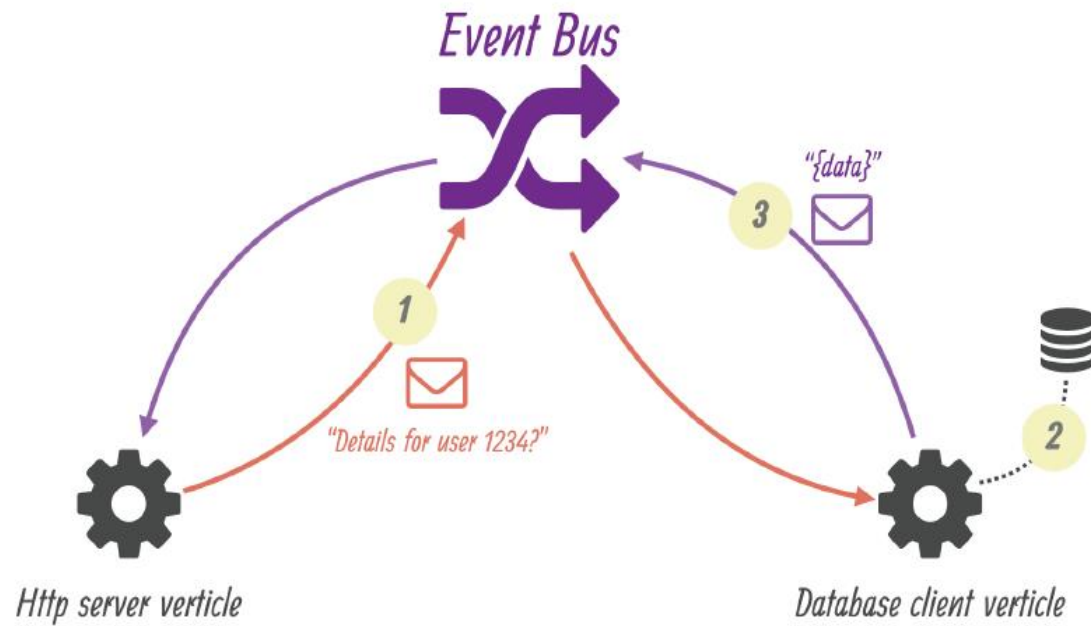 Event Bus
"{data}"
3
1
"Details for user 1234?"
2
Http server verticle
Database client verticle